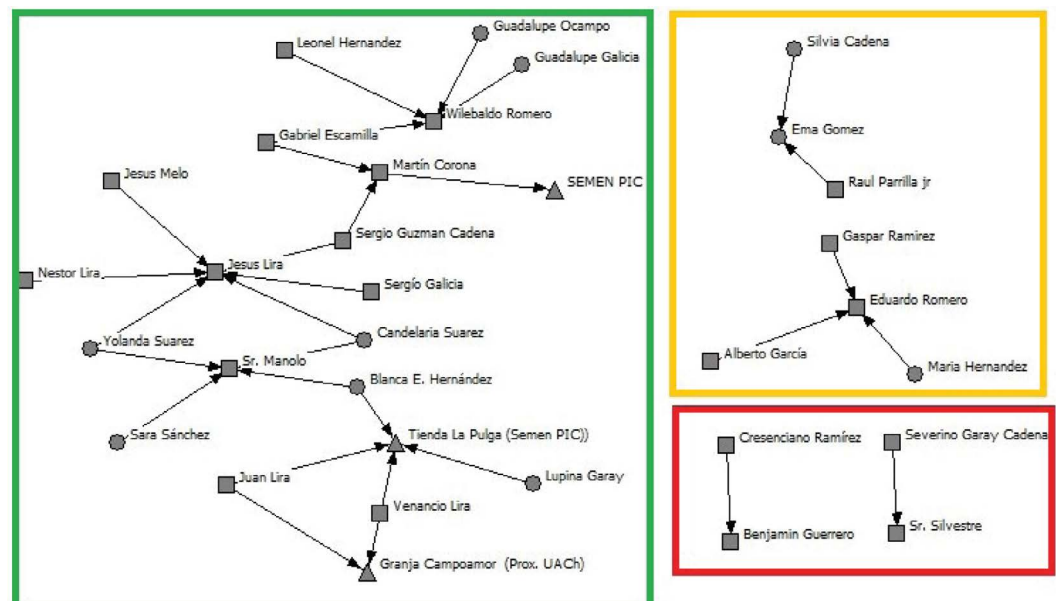 Guadalupe Ocampo
Leonel Hernandez
Guadalupe Galicia
Wilebaldo Romero
Gabriel Escamilla
Martín Corona
Jesus Melo
SEMEN PIC
Sergio Guzman Cadena
Jesus Lira
Nestor Lira
Sergío Galicia
Candelaria Suarez
Yolanda Suarez
Sr. Manolo
Blanca E. Hernández
Sara Sánchez
Tienda La Pulga (Semen PIC))
Juan Lira
Lupina Garay
Venancio Lira
Granja Campoamor (Prox. UACh)
Silvia Cadena
Ema Gomez
Raul Parrilla jr
Gaspar Ramirez
Eduardo Romero
Alberto García
Maria Hernandez
Cresenciano Ramírez
Severino Garay Cadena
Benjamin Guerrero
Sr. Silvestre